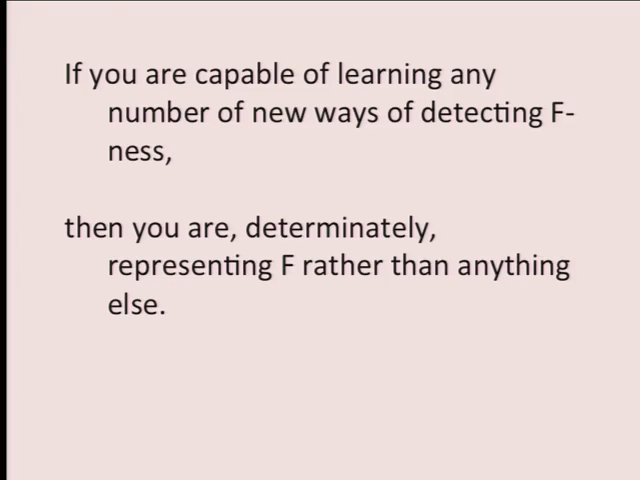 If you are capable of learning any
number of new ways of detecting F-
ness,
then you are, determinately,
representing F rather than anything
else.